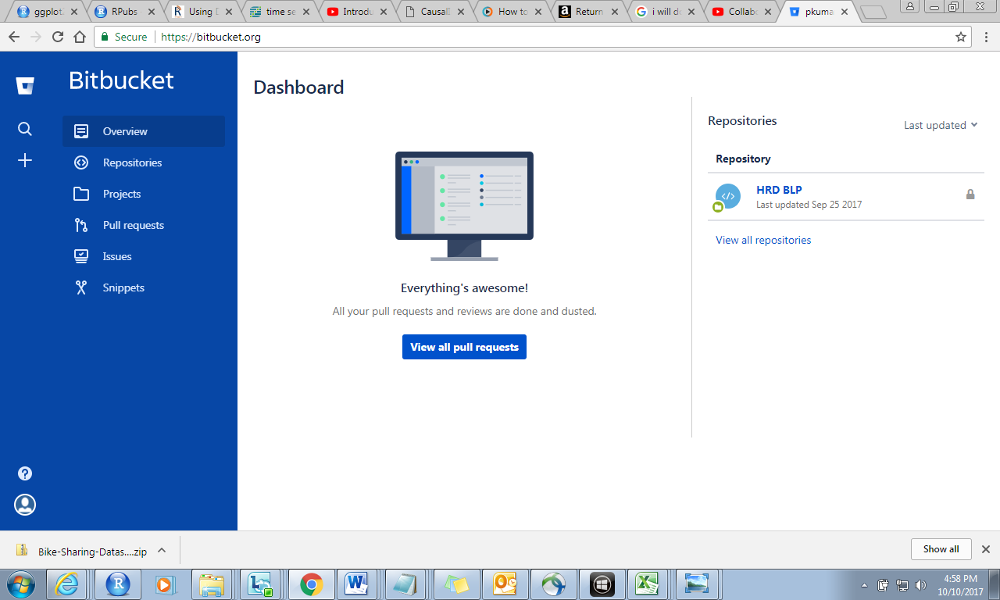 ggplot.
RPubs
Using D
time se
Introdu
Causali
How to
Return
i will do
Collabo
pkuma
Secure
https://bitbucket.org
Bitbucket
Overview
Repositories
Projects
Pull requests
Issues
Snippets
Dashboard
Everything's awesome!
All your pull requests and reviews are done and dusted.
View all pull requests
Repositories
Last updated
Repository
HRD BLP
Last updated Sep 25 2017
View all repositories
Bike-Sharing-Datas....zip
Show all
4:58 PM
10/10/2017